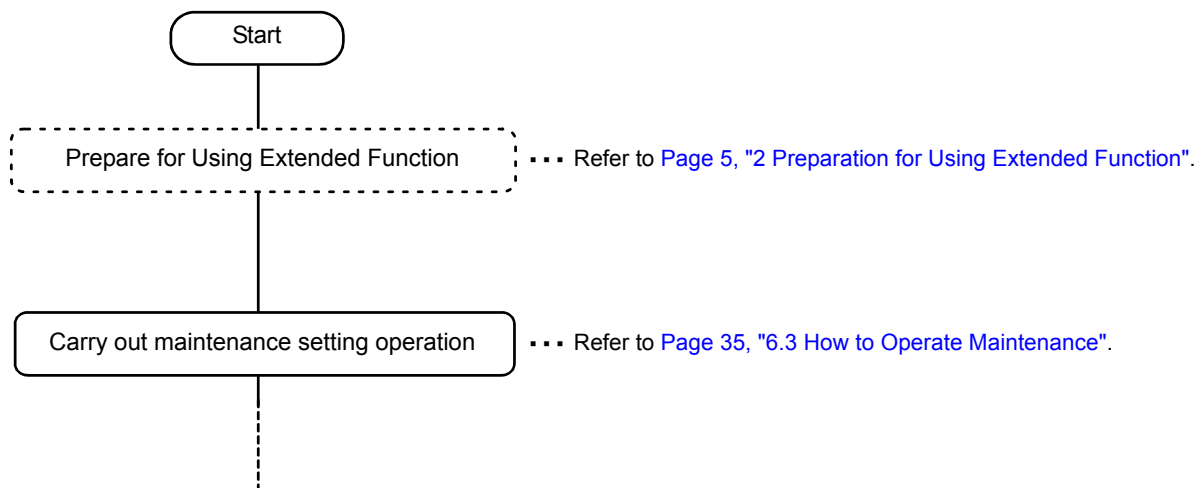 Start
Prepare for Using Extended Function
▪▪▪ Refer to Page 5, "2 Preparation for Using Extended Function".
Carry out maintenance setting operation
▪▪▪ Refer to Page 35, "6.3 How to Operate Maintenance".